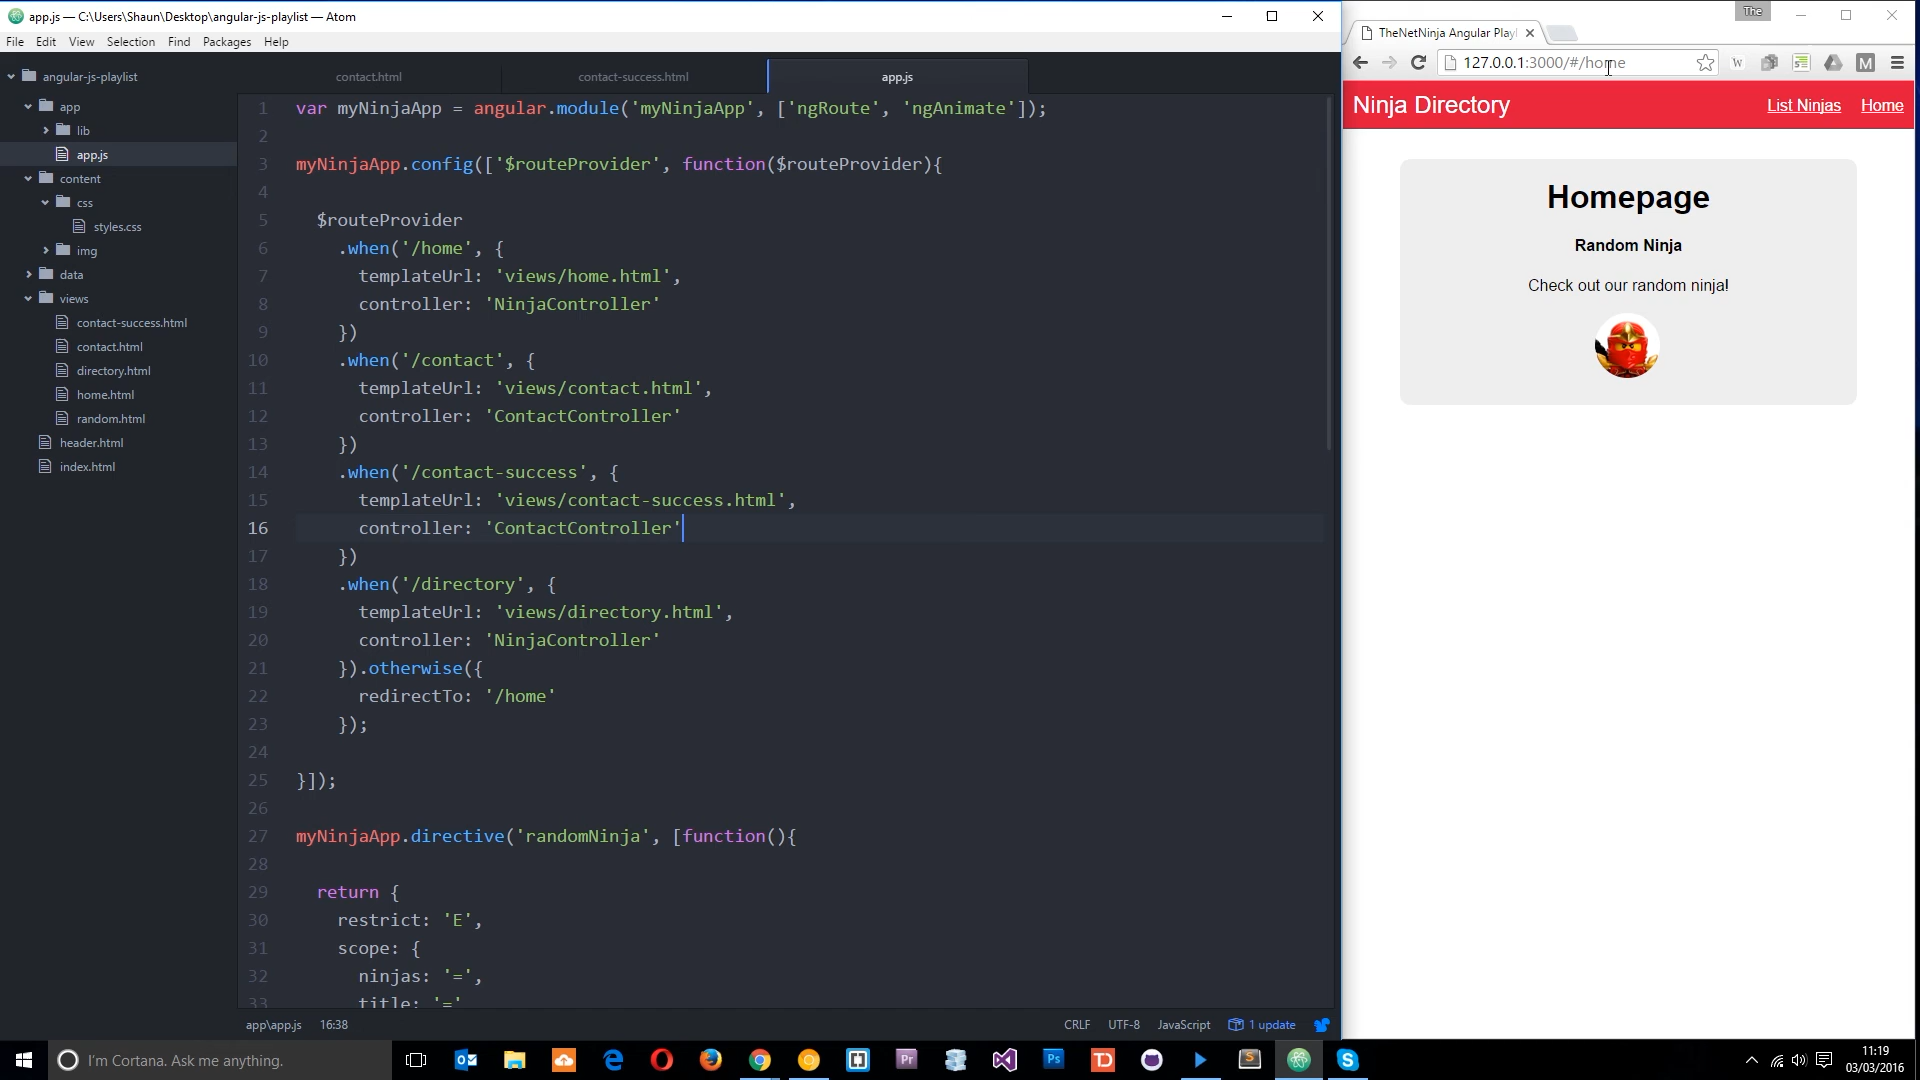 app.js — C:\Users\Shaun\Desktop\angular-js-playlist — Atom
File Edit View Selection Find Packages Help
angular-js-playlist
app
lib
app.js
content
css
styles.css
img
data
views
contact-success.html
contact.html
directory.html
home.html
random.html
header.html
index.html
contact.html contact-success.html app.js
1 var myNinjaApp = angular.module('myNinjaApp', ['ngRoute', 'ngAnimate']);
2
3 myNinjaApp.config(['$routeProvider', function($routeProvider){
4
5 $routeProvider
6 .when('/home', {
7 templateUrl: 'views/home.html',
8 controller: 'NinjaController'
9 })
10 .when('/contact', {
11 templateUrl: 'views/contact.html',
12 controller: 'ContactController'
13 })
14 .when('/contact-success', {
15 templateUrl: 'views/contact-success.html',
16 controller: 'ContactController'
17 })
18 .when('/directory', {
19 templateUrl: 'views/directory.html',
20 controller: 'NinjaController'
21 }).otherwise({
22 redirectTo: '/home'
23 });
24
25 }]);
26
27 myNinjaApp.directive('randomNinja', [function(){
28
29 return {
30 restrict: 'E',
31 scope: {
32 ninjas: '=',
33 title: '='
app\app.js 16:38 CRLF UTF-8 JavaScript 1 update
The
TheNetNinja Angular Playl
127.0.0.1:3000/#/home
W
M
Ninja Directory List Ninjas Home
Homepage
Random Ninja
Check out our random ninja!
I'm Cortana. Ask me anything.
Pr
Ps
TD
S
11:19
03/03/2016